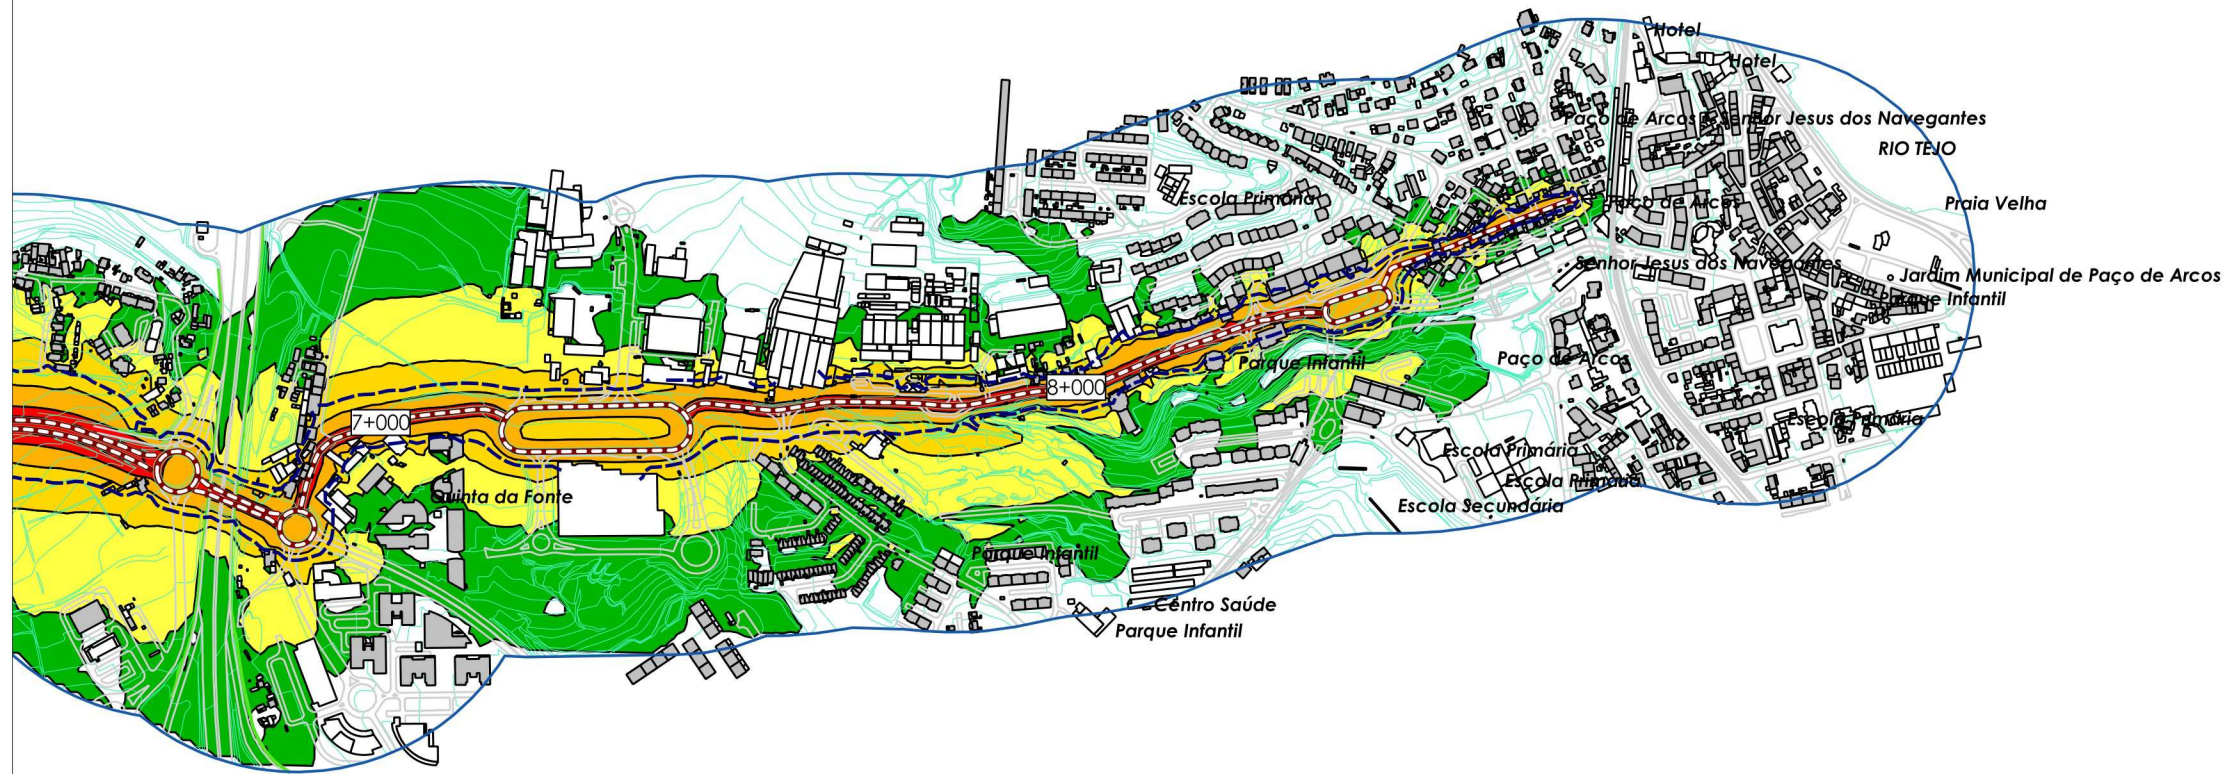 Hotel
Hotel
Paço de Arcos
Senhor Jesus dos Navegantes
RIO TEJO
Escola Primária
Paço de Arcos
Praia Velha
Senhor Jesus dos Navegantes
Jardim Municipal de Paço de Arcos
Parque Infantil
Parque Infantil
Paço de Arcos
8+000
7+000
Escola Primária
Escola Primária
Escola Primária
Quinta da Fonte
Escola Secundária
Parque Infantil
Centro Saúde
Parque Infantil